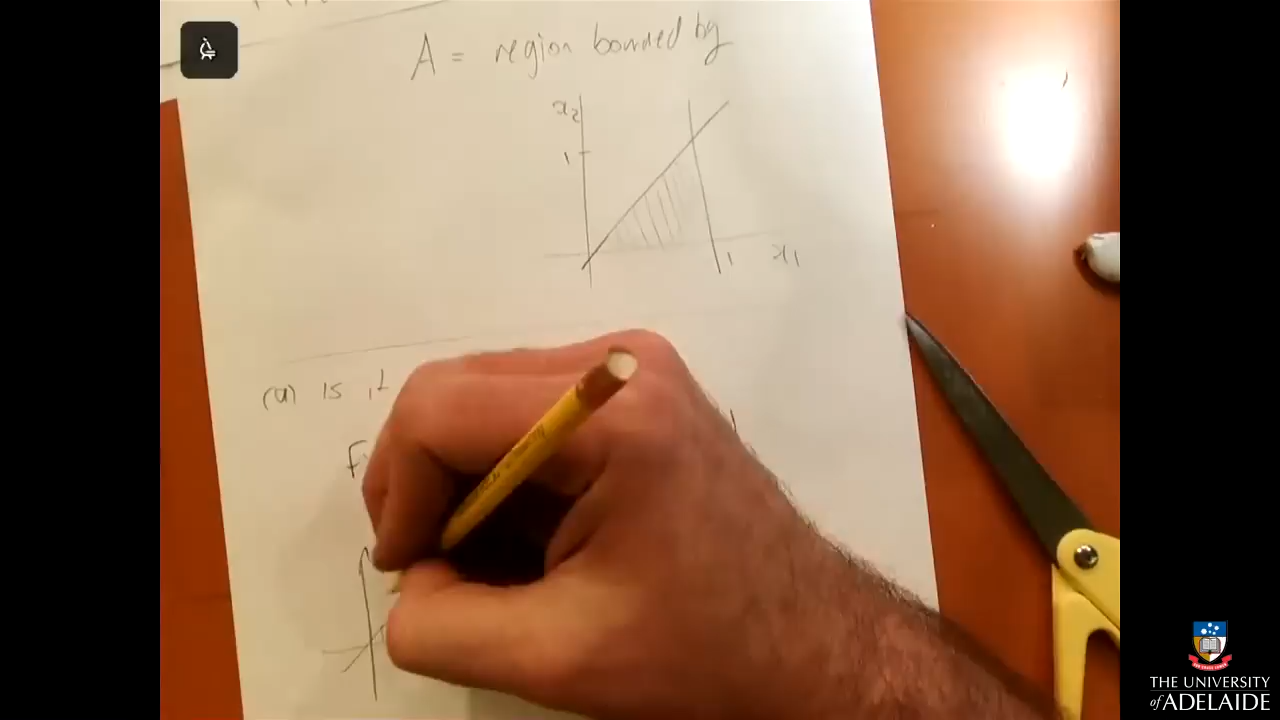 A = region bounded by
x₂
1
1
x₁
(a) is it
THE UNIVERSITY
of ADELAIDE